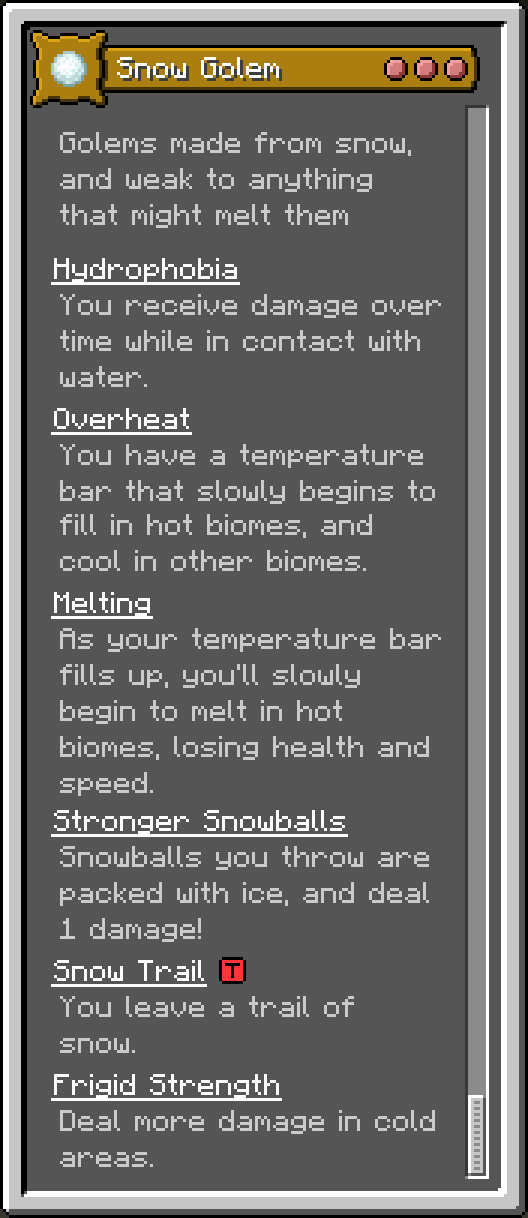 Snow Golem
Golems made from snow,
and weak to anything
that might melt them
Hydrophobia
You receive damage over
time while in contact with
water.
Overheat
You have a temperature
bar that slowly begins to
fill in hot biomes, and
cool in other biomes.
Melting
As your temperature bar
fills up, you'll slowly
begin to melt in hot
biomes, losing health and
speed.
Stronger Snowballs
Snowballs you throw are
packed with ice, and deal
1 damage!
Snow Trail T
You leave a trail of
snow.
Frigid Strength
Deal more damage in cold
areas.